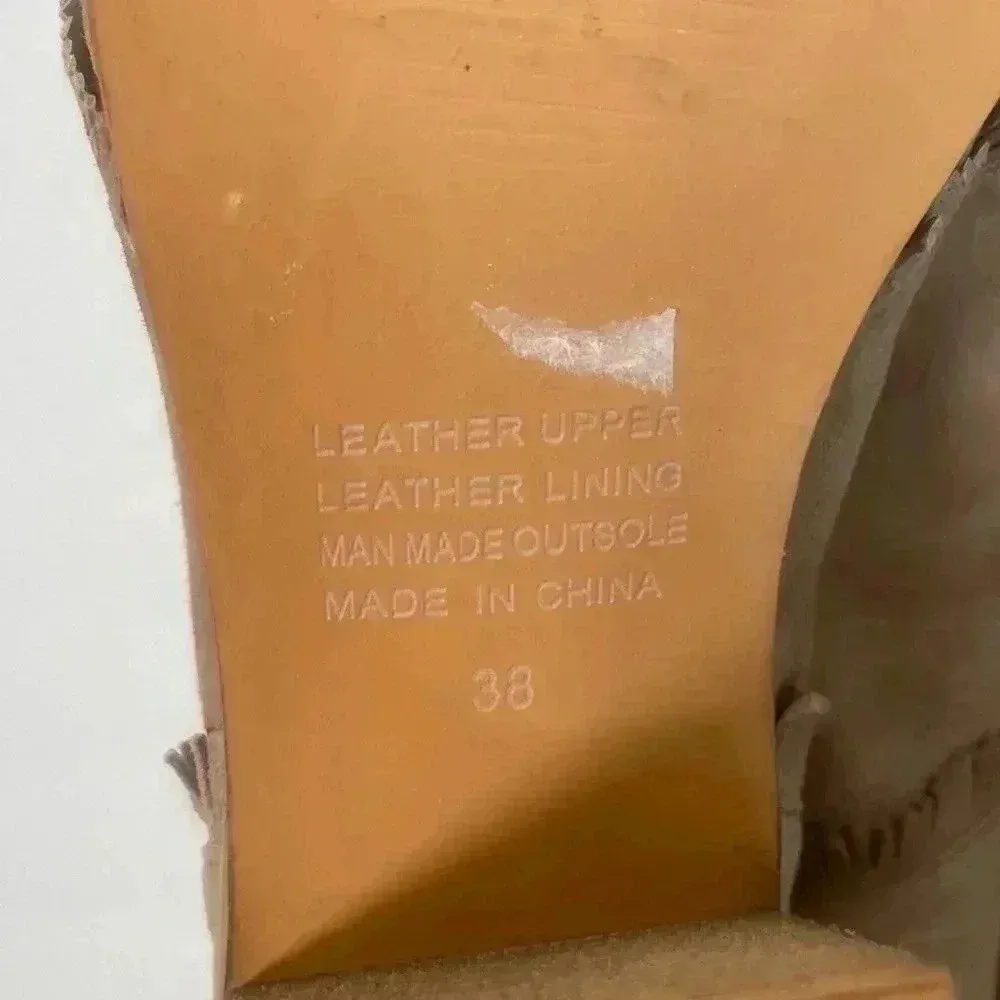 LEATHER UPPER
LEATHER LINING
MAN MADE OUTSOLE
MADE IN CHINA
38